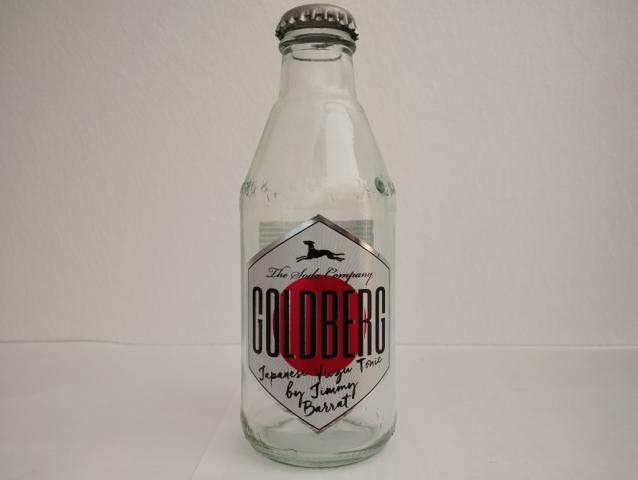 The Soda Company
GOLDBERG
Japanese Yuzu Tonic
by Jimmy
Barrat